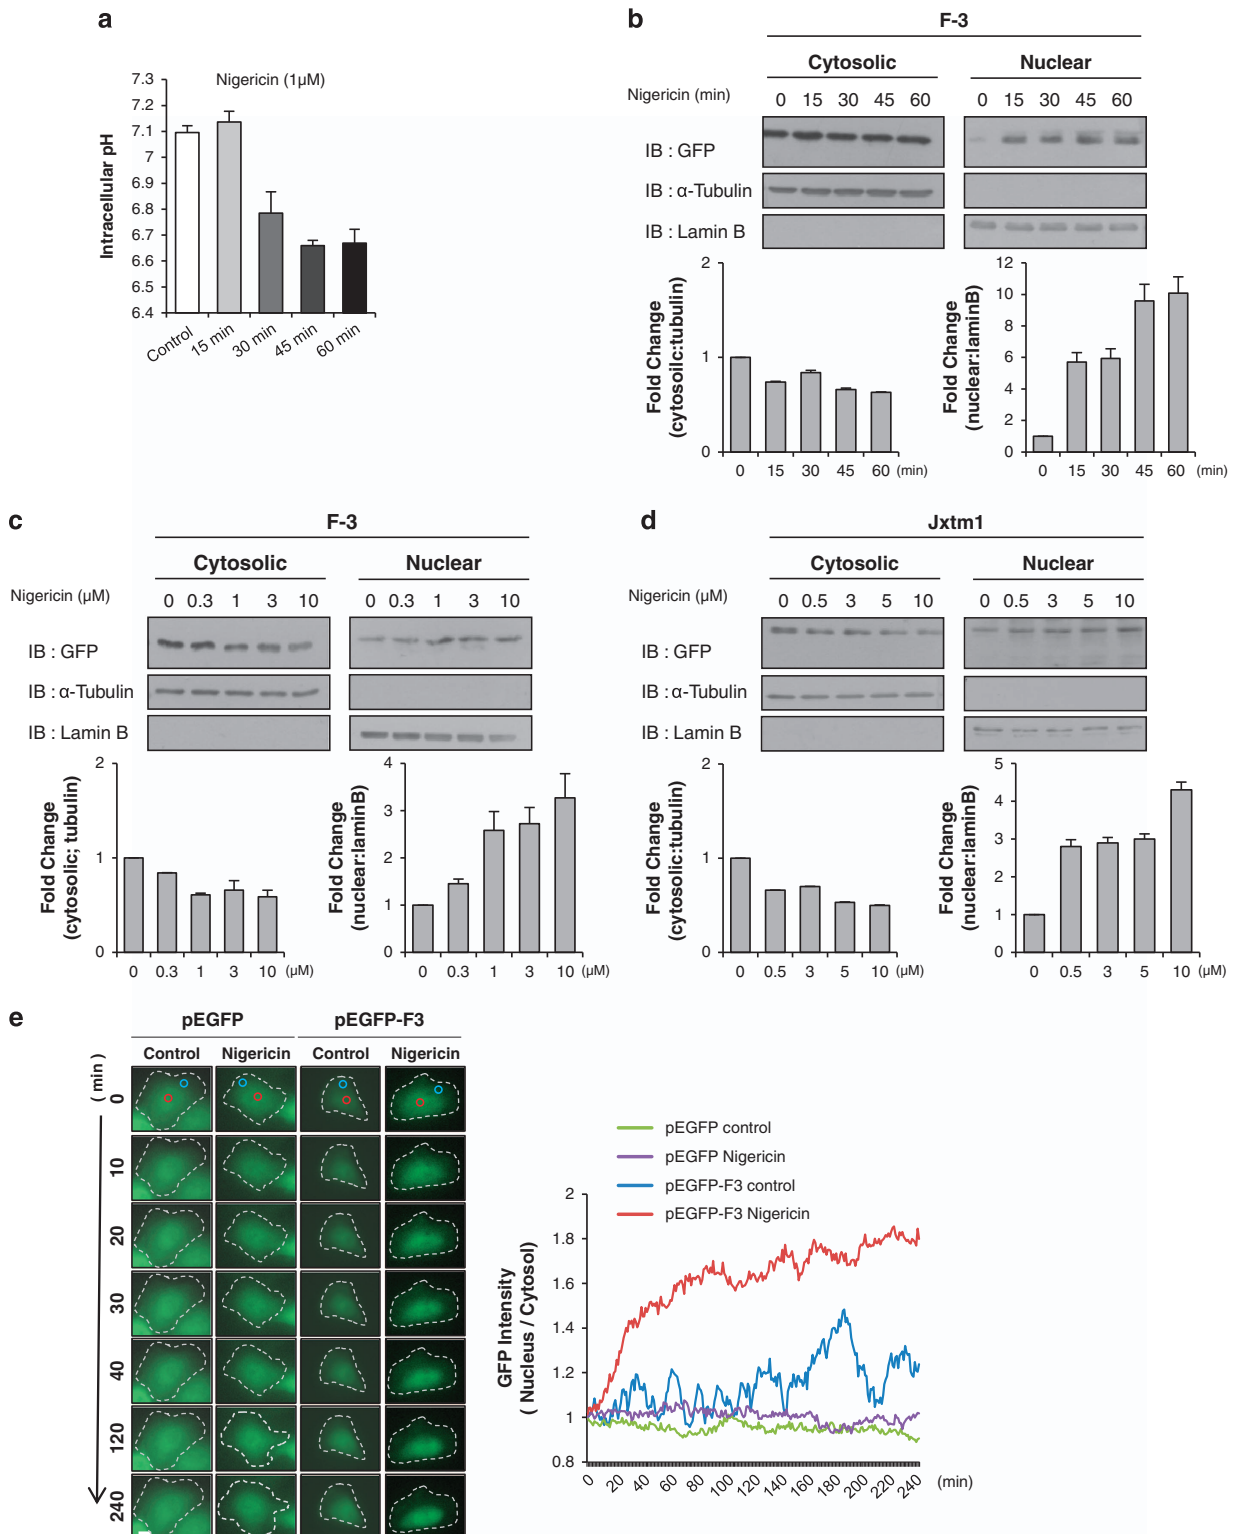 a
Nigericin (1µM)
7.3
7.2
7.1
7
6.9
6.8
6.7
6.6
6.5
6.4
Intracellular pH
Control
15 min
30 min
45 min
60 min
b
F-3
Cytosolic
Nuclear
Nigericin (min)
0 15 30 45 60
0 15 30 45 60
IB : GFP
IB : α-Tubulin
IB : Lamin B
Fold Change
(cytosoilc:tubulin)
2
1
0
0 15 30 45 60 (min)
Fold Change
(nuclear:laminB)
12
10
8
6
4
2
0
0 15 30 45 60 (min)
c
F-3
Cytosolic
Nuclear
Nigericin (µM)
0 0.3 1 3 10
0 0.3 1 3 10
IB : GFP
IB : α-Tubulin
IB : Lamin B
Fold Change
(cytosolic; tubulin)
2
1
0
0 0.3 1 3 10 (µM)
Fold Change
(nuclear:laminB)
4
3
2
1
0
0 0.3 1 3 10 (µM)
d
Jxtm1
Cytosolic
Nuclear
Nigericin (µM)
0 0.5 3 5 10
0 0.5 3 5 10
IB : GFP
IB : α-Tubulin
IB : Lamin B
Fold Change
(cytosolic:tubulin)
2
1
0
0 0.5 3 5 10 (µM)
Fold Change
(nuclear:laminB)
5
4
3
2
1
0
0 0.5 3 5 10 (µM)
e
pEGFP
pEGFP-F3
Control
Nigericin
Control
Nigericin
( min )
0
10
20
30
40
120
240
pEGFP control
pEGFP Nigericin
pEGFP-F3 control
pEGFP-F3 Nigericin
GFP Intensity
( Nucleus / Cytosol)
2
1.8
1.6
1.4
1.2
1
0.8
0 20 40 60 80 100 120 140 160 180 200 220 240 (min)